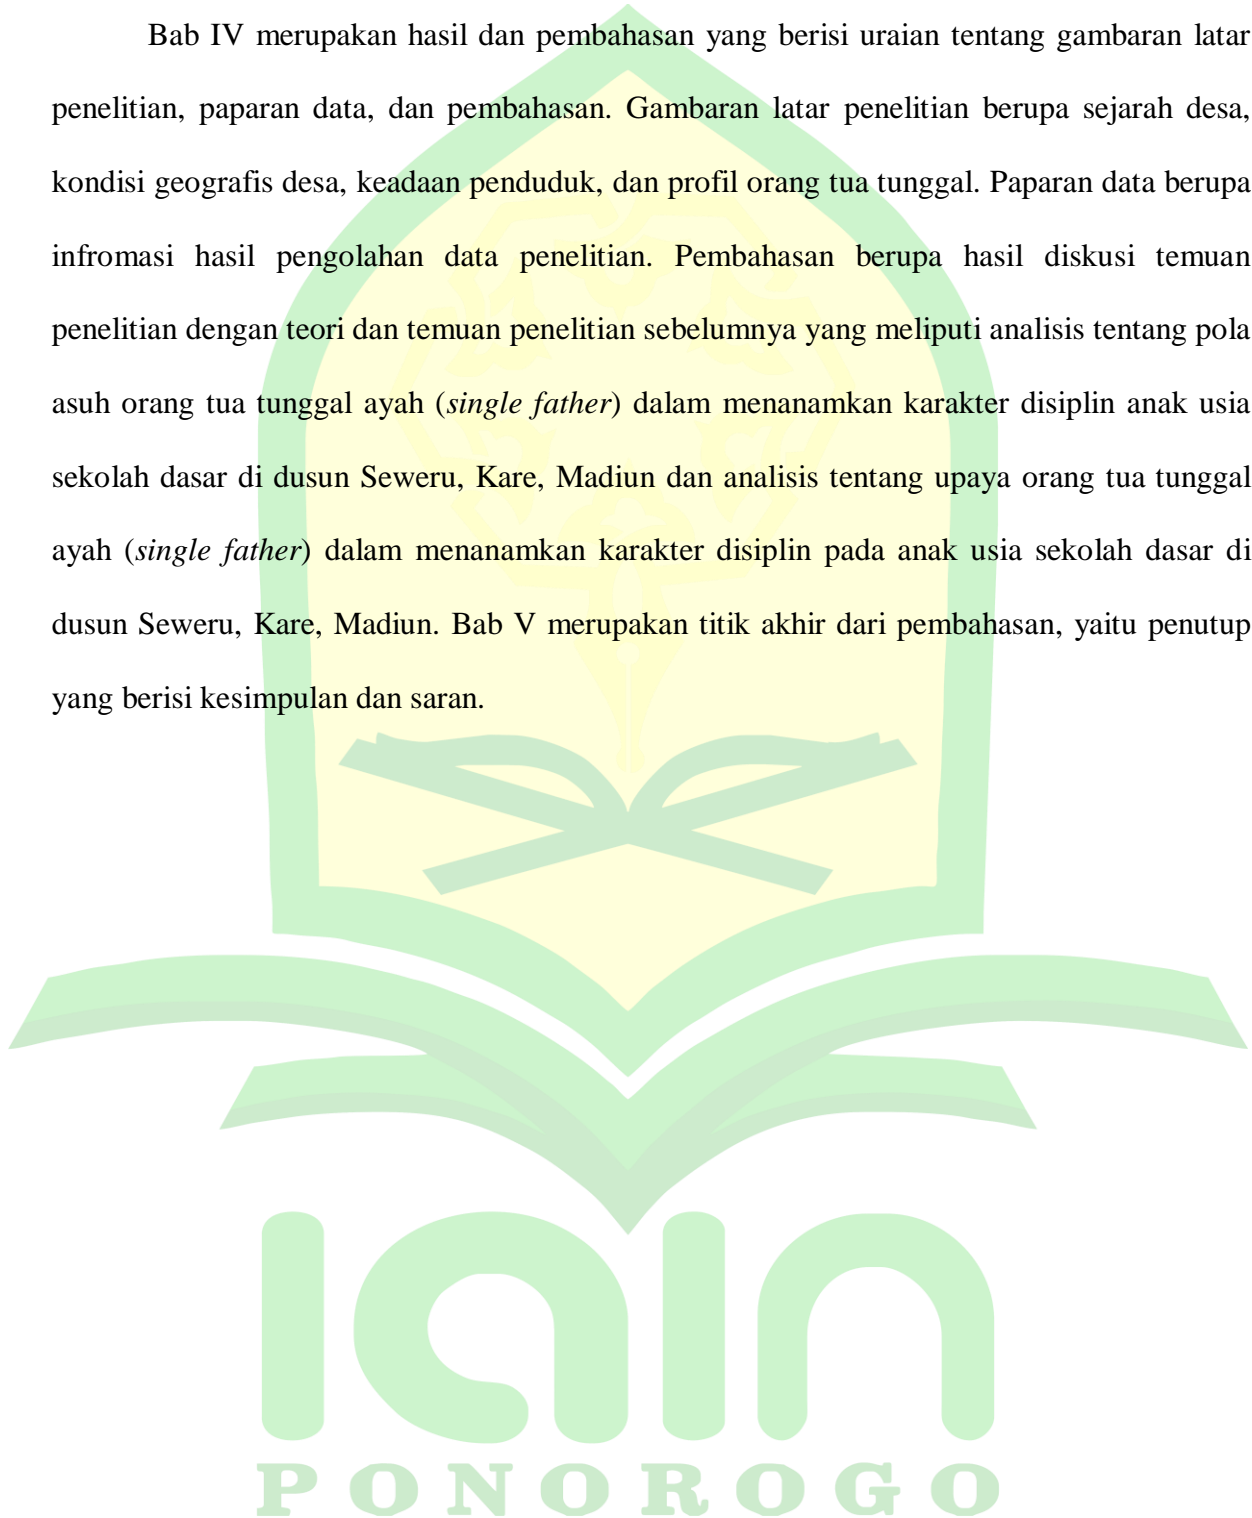 Bab IV merupakan hasil dan pembahasan yang berisi uraian tentang gambaran latar
penelitian, paparan data, dan pembahasan. Gambaran latar penelitian berupa sejarah desa,
kondisi geografis desa, keadaan penduduk, dan profil orang tua tunggal. Paparan data berupa
infromasi hasil pengolahan data penelitian. Pembahasan berupa hasil diskusi temuan
penelitian dengan teori dan temuan penelitian sebelumnya yang meliputi analisis tentang pola
asuh orang tua tunggal ayah (single father) dalam menanamkan karakter disiplin anak usia
sekolah dasar di dusun Seweru, Kare, Madiun dan analisis tentang upaya orang tua tunggal
ayah (single father) dalam menanamkan karakter disiplin pada anak usia sekolah dasar di
dusun Seweru, Kare, Madiun. Bab V merupakan titik akhir dari pembahasan, yaitu penutup
yang berisi kesimpulan dan saran.
iain
PONOROGO